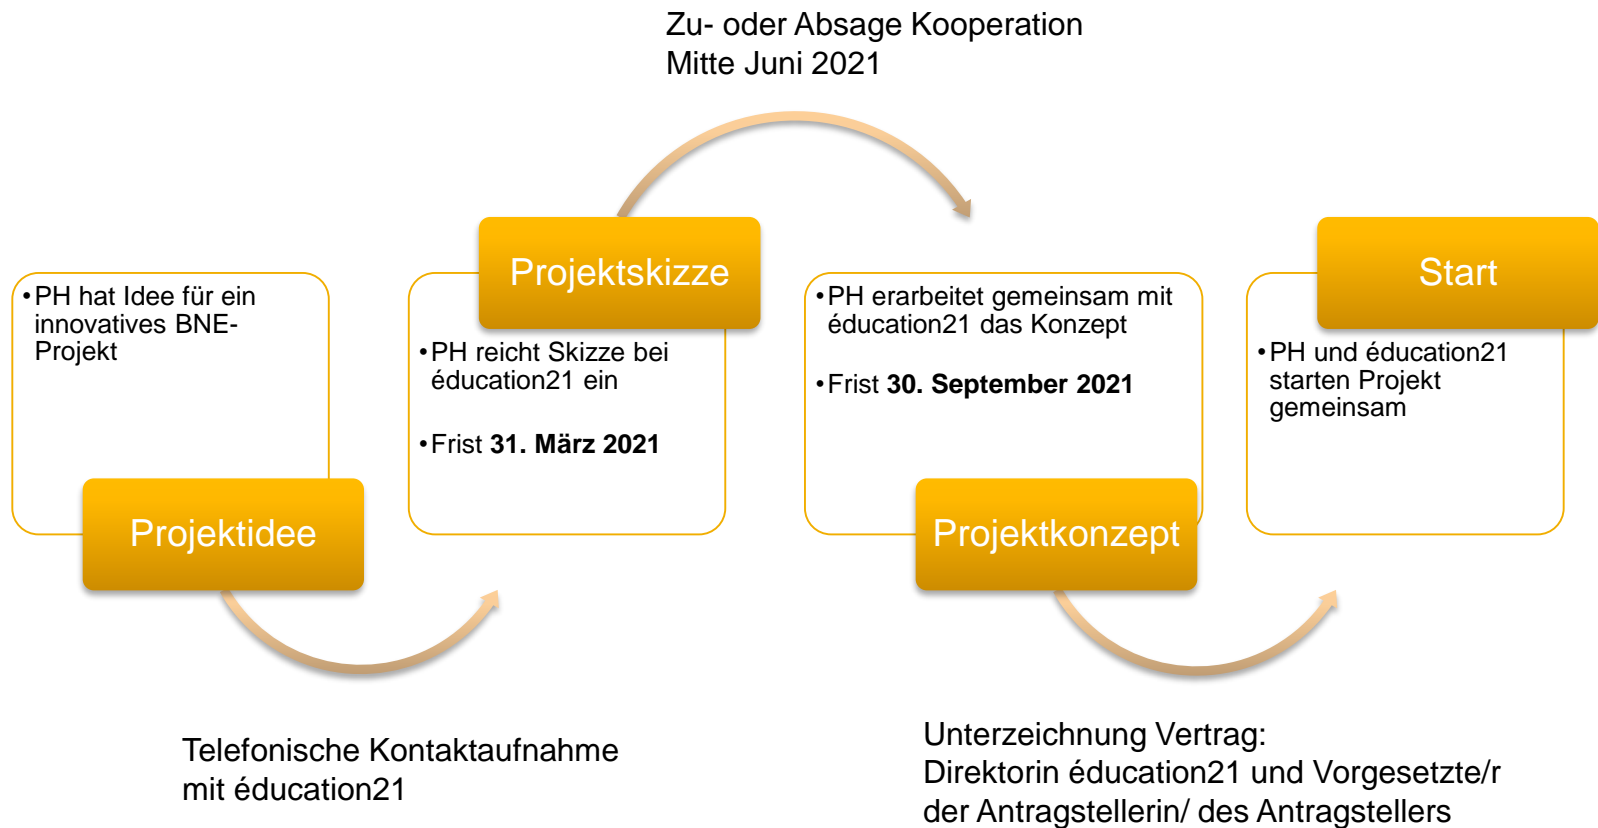 Zu- oder Absage Kooperation
Mitte Juni 2021
•PH hat Idee für ein
innovatives BNE-
Projekt
Projektidee
Telefonische Kontaktaufnahme
mit éducation21
Projektskizze
•PH reicht Skizze bei
éducation21 ein
•Frist 31. März 2021
•PH erarbeitet gemeinsam mit
éducation21 das Konzept
•Frist 30. September 2021
Projektkonzept
Unterzeichnung Vertrag:
Direktorin éducation21 und Vorgesetzte/r
der Antragstellerin/ des Antragstellers
Start
•PH und éducation21
starten Projekt
gemeinsam